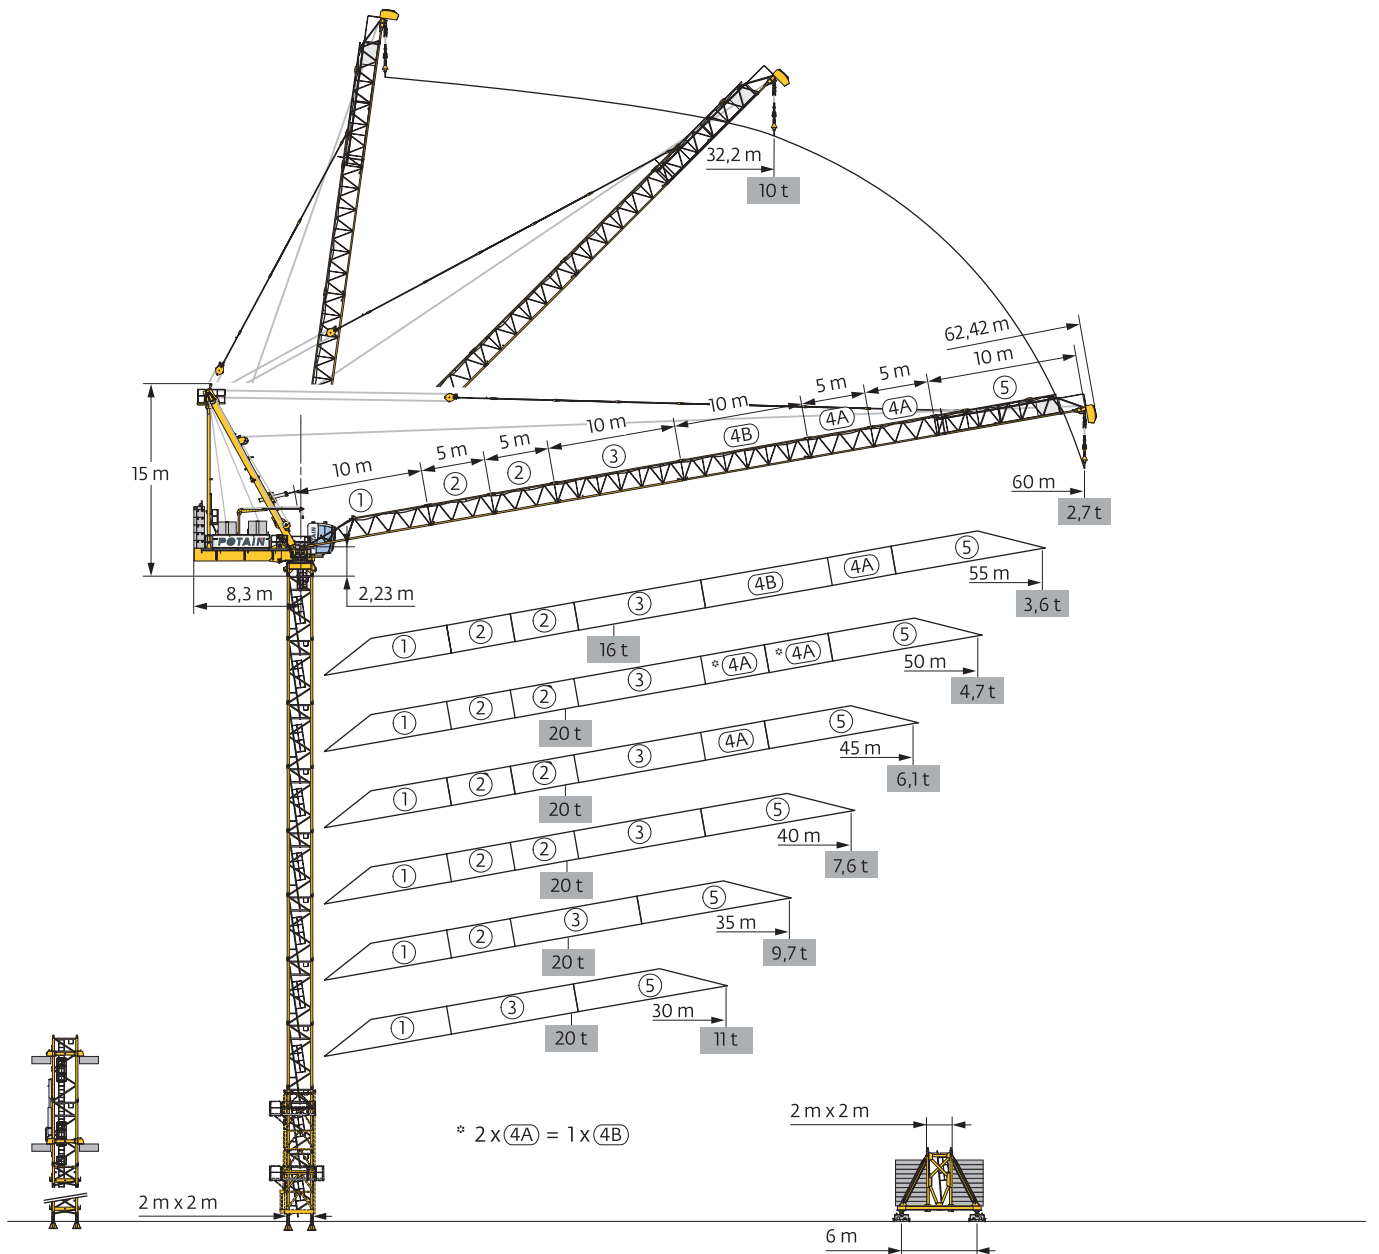 32,2 m
10 t
62,42 m
10 m
5 m
5 m
10 m
10 m
5 m
5 m
10 m
5
4A
4A
4B
3
2
2
1
15 m
60 m
2,7 t
POTAIN
8,3 m
2,23 m
1 2 2 3 4B 4A 5
55 m
3,6 t
16 t
1 2 2 3 *4A *4A 5
50 m
4,7 t
20 t
1 2 2 3 4A 5
45 m
6,1 t
20 t
1 2 2 3 5
40 m
7,6 t
20 t
1 2 3 5
35 m
9,7 t
20 t
1 3 5
30 m
11 t
20 t
* 2 x 4A = 1 x 4B
2 m x 2 m
2 m x 2 m
6 m